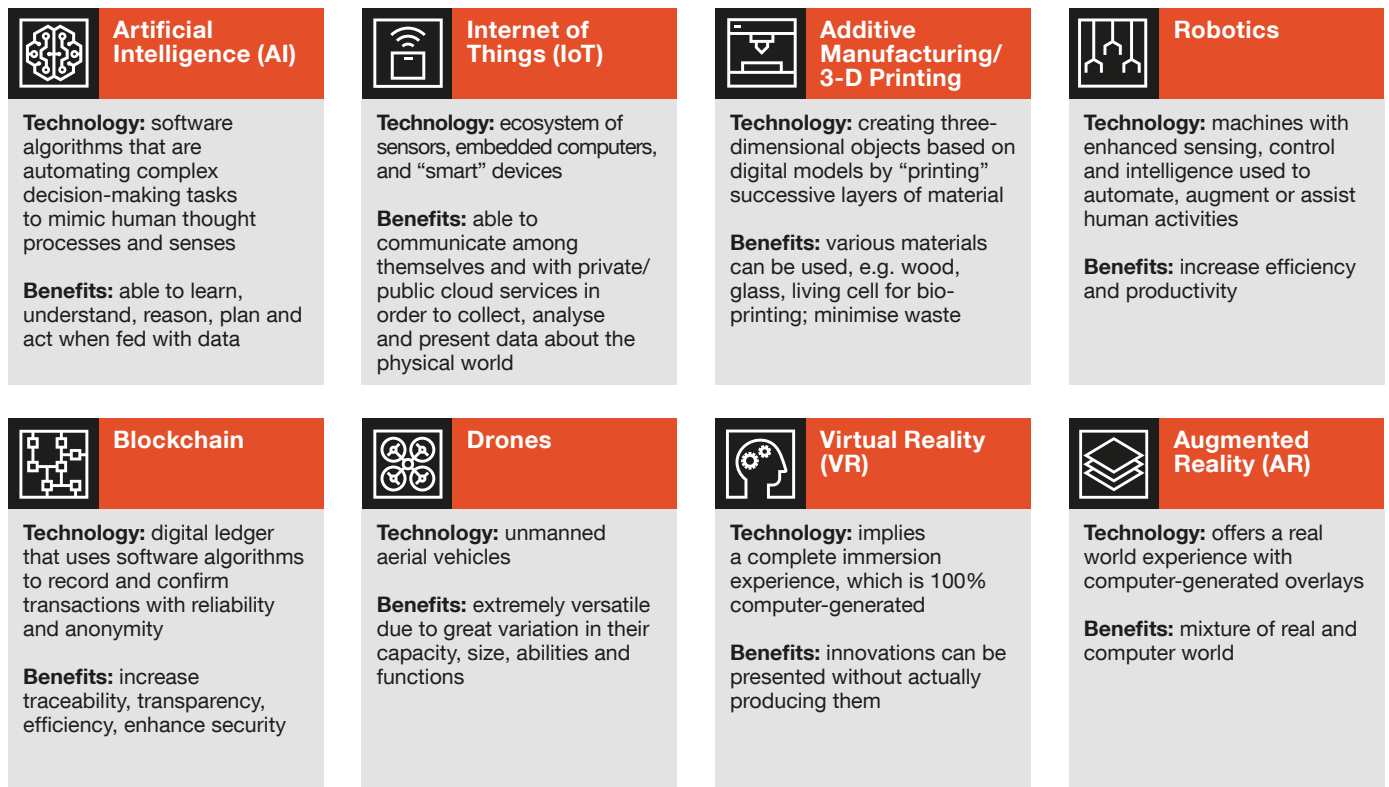 Artificial
Intelligence (AI)
Technology: software
algorithms that are
automating complex
decision-making tasks
to mimic human thought
processes and senses
Benefits: able to learn,
understand, reason, plan and
act when fed with data
Internet of
Things (IoT)
Technology: ecosystem of
sensors, embedded computers,
and “smart” devices
Benefits: able to
communicate among
themselves and with private/
public cloud services in
order to collect, analyse
and present data about the
physical world
Additive
Manufacturing/
3-D Printing
Technology: creating three-
dimensional objects based on
digital models by “printing”
successive layers of material
Benefits: various materials
can be used, e.g. wood,
glass, living cell for bio-
printing; minimise waste
Robotics
Technology: machines with
enhanced sensing, control
and intelligence used to
automate, augment or assist
human activities
Benefits: increase efficiency
and productivity
Blockchain
Technology: digital ledger
that uses software algorithms
to record and confirm
transactions with reliability
and anonymity
Benefits: increase
traceability, transparency,
efficiency, enhance security
Drones
Technology: unmanned
aerial vehicles
Benefits: extremely versatile
due to great variation in their
capacity, size, abilities and
functions
Virtual Reality
(VR)
Technology: implies
a complete immersion
experience, which is 100%
computer-generated
Benefits: innovations can be
presented without actually
producing them
Augmented
Reality (AR)
Technology: offers a real
world experience with
computer-generated overlays
Benefits: mixture of real and
computer world